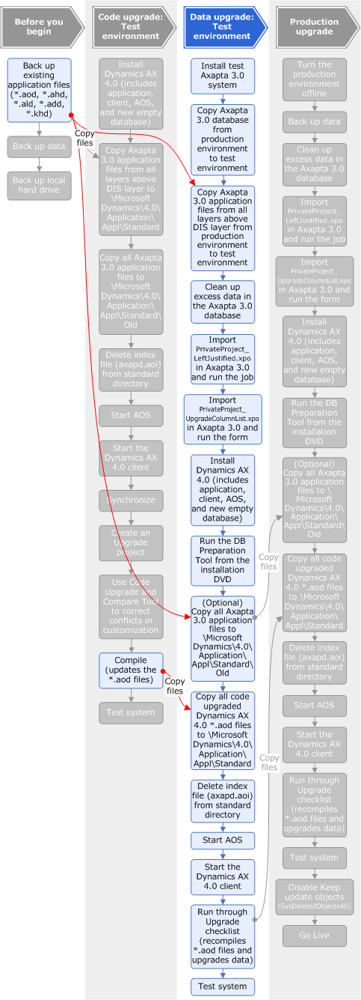 Before you
begin
Back up
existing
application files
(*.aod, *.ahd,
*.ald, *.add,
*.khd)
Back up data
Back up local
hard drive
Copy
files
Code upgrade:
Test
environment
Install
Dynamics AX
4.0 (includes
application,
client, AOS,
and new empty
database)
Copy Axapta
3.0 application
files from all
layers above
DIS layer to
\Microsoft
Dynamics\4.0\
Application\
Appl\Standard
Copy all Axapta
3.0 application
files to
\Microsoft
Dynamics\4.0\
Application\
Appl\Standard\
Old
Delete index
file (axapd.aoi)
from standard
directory
Start AOS
Start the
Dynamics AX
4.0 client
Synchronize
Create an
Upgrade
project
Use Code
Upgrade and
Compare Tool
to correct
conflicts in
customization
Compile
(updates the
*.aod files)
Test system
Copy
files
Data upgrade:
Test
environment
Install test
Axapta 3.0
system
Copy Axapta
3.0 database
from
production
environment
to test
environment
Copy Axapta
3.0 application
files from all
layers above
DIS layer from
production
environment
to test
environment
Clean up
excess data in
the Axapta 3.0
database
Import
PrivateProject_
LeftJustified.xpo
in Axapta 3.0
and run the job
Import
PrivateProject_
UpgradeColumnList.xpo
in Axapta 3.0 and
run the form
Install
Dynamics AX
4.0 (includes
application,
client, AOS,
and new empty
database)
Run the DB
Preparation
Tool from the
installation
DVD
(Optional)
Copy all Axapta
3.0 application
files to
\Microsoft
Dynamics\4.0\
Application\
Appl\Standard\
Old
Copy all code
upgraded
Dynamics AX
4.0 *.aod files
to \Microsoft
Dynamics\4.0\
Application\
Appl\Standard
Delete index
file (axapd.aoi)
from standard
directory
Start AOS
Start the
Dynamics AX
4.0 client
Run through
Upgrade
checklist
(recompiles
*.aod files and
upgrades data)
Test system
Copy
files
Copy
files
Production
upgrade
Turn the
production
environment
offline
Back up data
Clean up
excess data in
the Axapta 3.0
database
Import
PrivateProject_
LeftJustified.xpo
in Axapta 3.0
and run the job
Import
PrivateProject_
UpgradeColumnList.xpo
in Axapta 3.0 and
run the form
Install
Dynamics AX
4.0 (includes
application,
client, AOS,
and new empty
database)
Run the DB
Preparation
Tool from the
installation
DVD
(Optional)
Copy all Axapta
3.0 application
files to \
Microsoft
Dynamics\4.0\
Application\
Appl\Standard\
Old
Copy all code
upgraded
Dynamics AX
4.0 *.aod files to
\Microsoft
Dynamics\4.0\
Application\
Appl\Standard
Delete index
file (axapd.aoi)
from standard
directory
Start AOS
Start the
Dynamics AX
4.0 client
Run through
Upgrade
checklist
(recompiles
*.aod files and
upgrades data)
Test system
Disable Keep
update objects
(SysDeletedObjects40)
Go Live